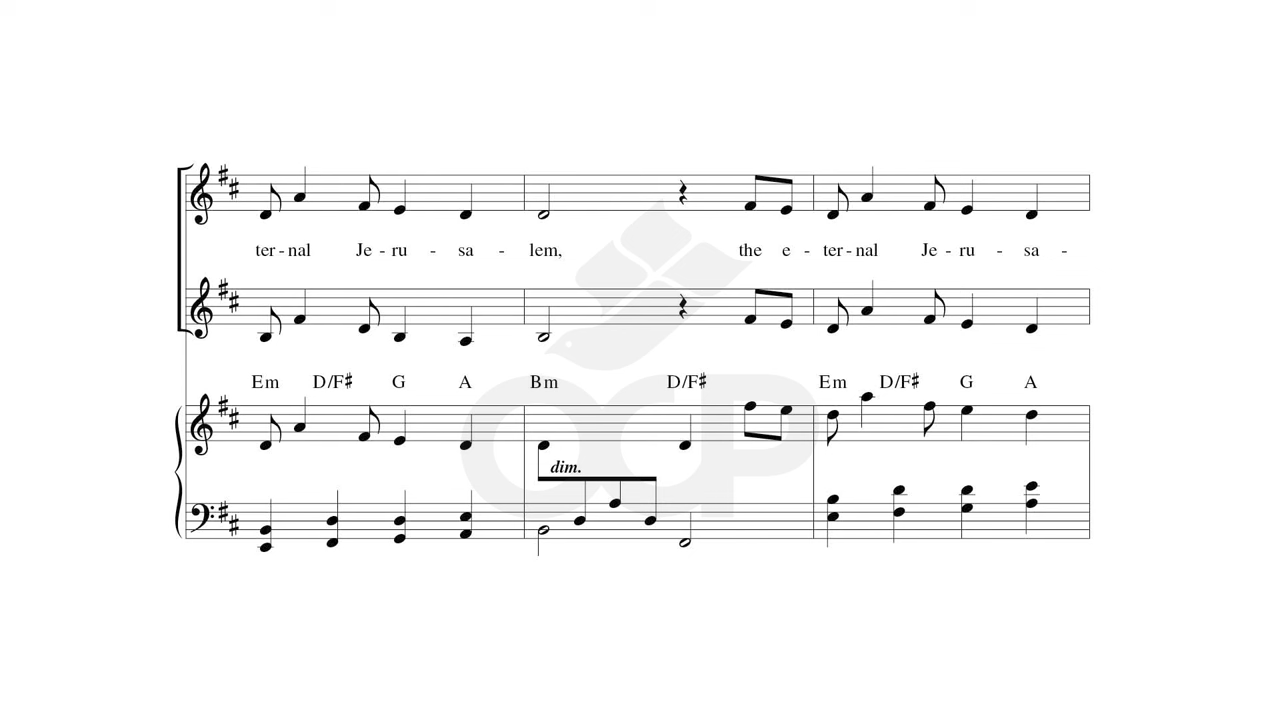 ter - nal Je - ru - sa - lem, the e - ter - nal Je - ru - sa -
Em D/F♯ G A Bm D/F♯ Em D/F♯ G A
dim.
OCP